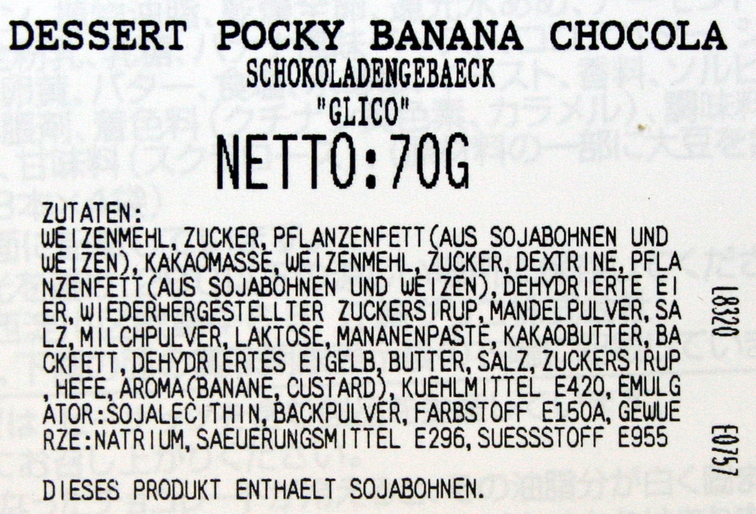 DESSERT POCKY BANANA CHOCOLA
SCHOKOLADENGEBAECK
"GLICO"
NETTO:70G
ZUTATEN:
WEIZENMEHL,ZUCKER,PFLANZENFETT(AUS SOJABOHNEN UND
WEIZEN),KAKAOMASSE,WEIZENMEHL,ZUCKER,DEXTRINE,PFLA
NZENFETT(AUS SOJABOHNEN UND WEIZEN),DEHYDRIERTE EI
ER,WIEDERHERGESTELLTER ZUCKERSIRUP,MANDELPULVER,SA
LZ,MILCHPULVER,LAKTOSE,MANANENPASTE,KAKAOBUTTER,BA
CKFETT,DEHYDRIERTES EIGELB,BUTTER,SALZ,ZUCKERSIRUP
,HEFE,AROMA(BANANE,CUSTARD),KUEHLMITTEL E420,EMULG
ATOR:SOJALECITHIN,BACKPULVER,FARBSTOFF E150A,GEWUE
RZE:NATRIUM,SAEUERUNGSMITTEL E296,SUESSSTOFF E955
DIESES PRODUKT ENTHAELT SOJABOHNEN.
L8320
E0757